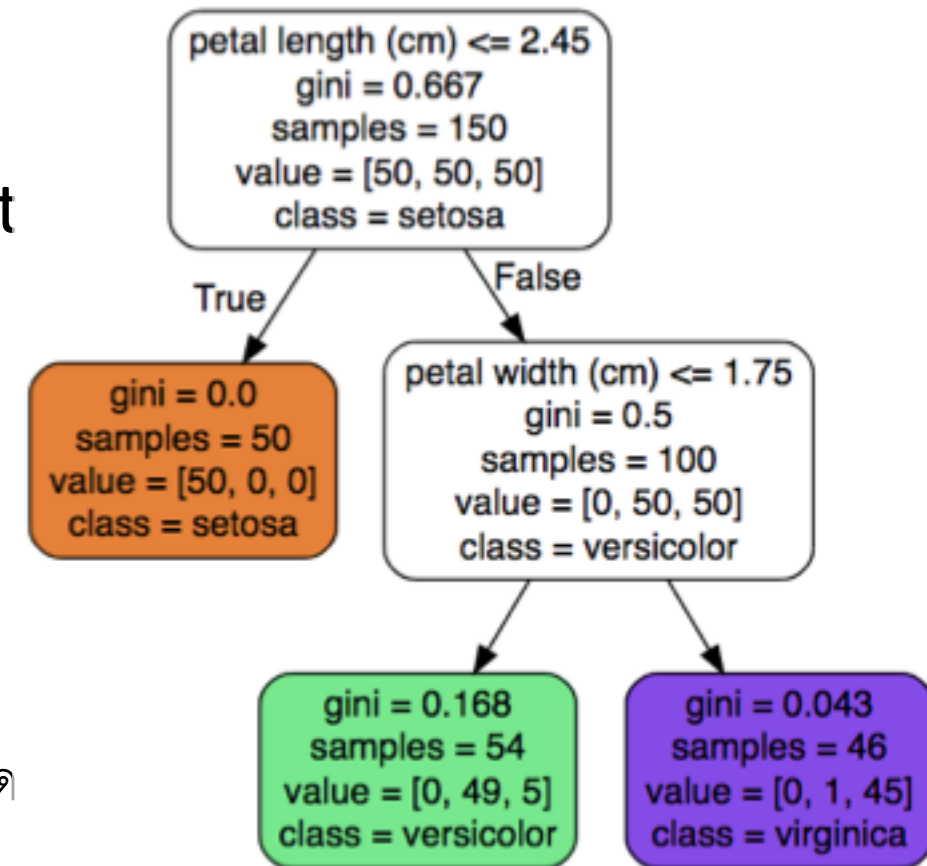 petal length (cm) <= 2.45
gini = 0.667
samples = 150
value = [50, 50, 50]
class = setosa
t
True
False
gini = 0.0
samples = 50
value = [50, 0, 0]
class = setosa
petal width (cm) <= 1.75
gini = 0.5
samples = 100
value = [0, 50, 50]
class = versicolor
gini = 0.168
samples = 54
value = [0, 49, 5]
class = versicolor
gini = 0.043
samples = 46
value = [0, 1, 45]
class = virginica